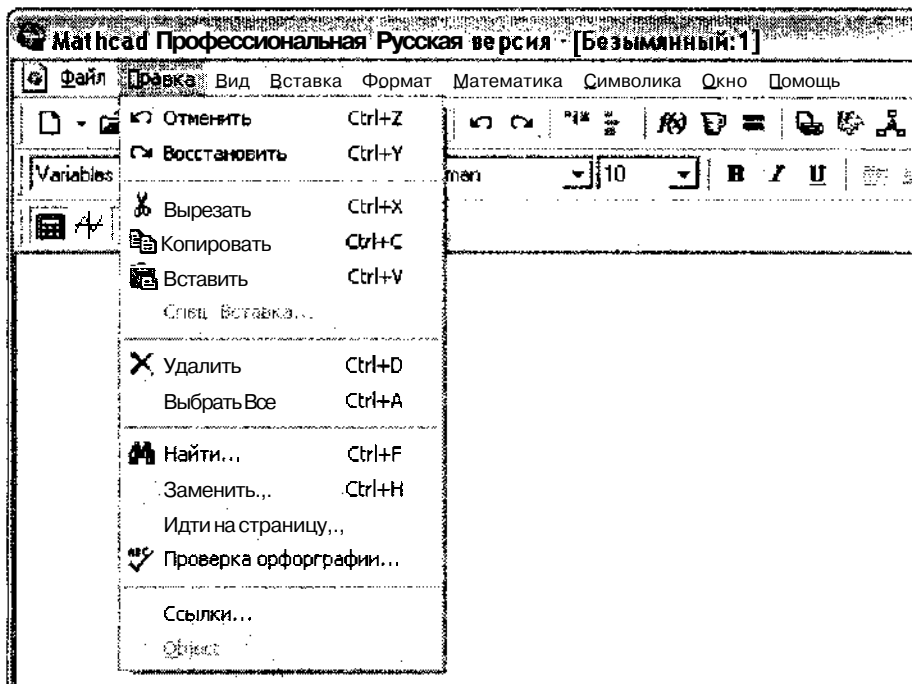 Mathcad Профессиональная Русская версия - [Безымянный:1]
Файл Правка Вид Вставка Формат Математика Символика Окно Помощь
Отменить Ctrl+Z
Восстановить Ctrl+Y
Variables man 10 B I U
Вырезать Ctrl+X
Копировать Ctrl+C
Вставить Ctrl+V
Спец. Вставка...
Удалить Ctrl+D
Выбрать Все Ctrl+A
Найти... Ctrl+F
Заменить... Ctrl+H
Идти на страницу...
Проверка орфорграфии...
Ссылки...
Object